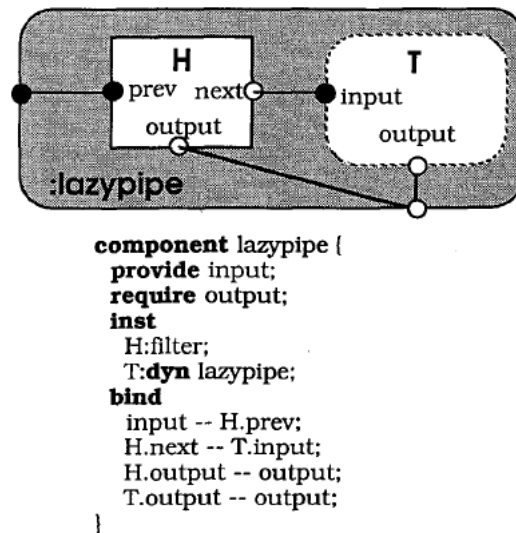 H
T
prev next
input
output
output
:lazypipe
component lazypipe {
provide input;
require output;
inst
H:filter;
T:dyn lazypipe;
bind
input -- H.prev;
H.next -- T.input;
H.output -- output;
T.output -- output;
}